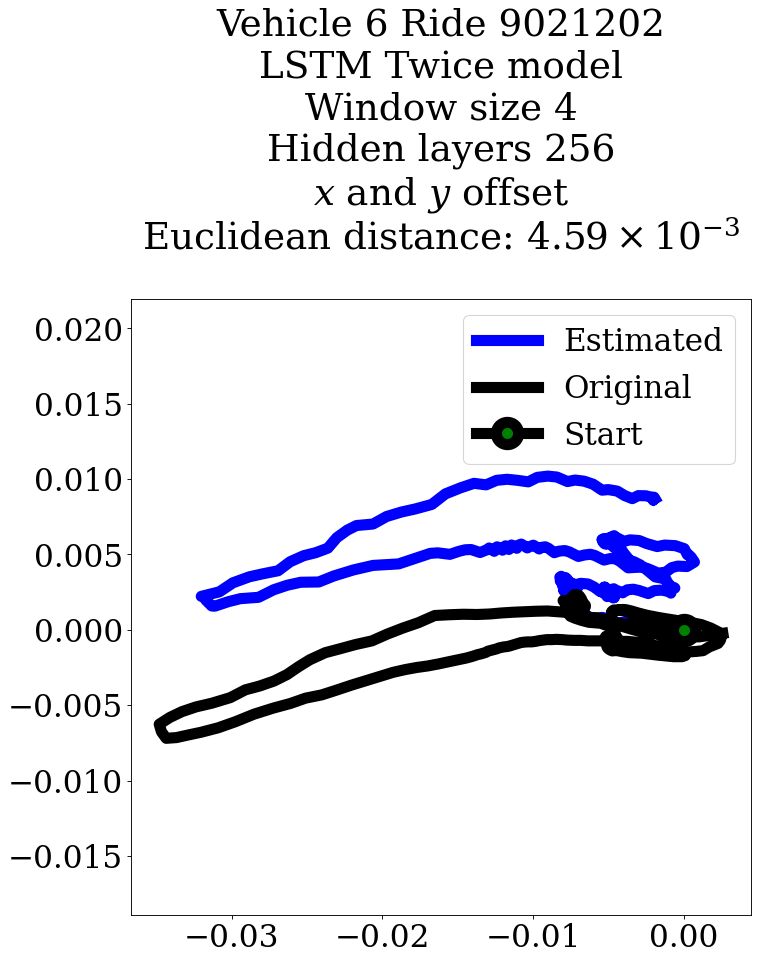 Vehicle 6 Ride 9021202
LSTM Twice model
Window size 4
Hidden layers 256
x and y offset
Euclidean distance: 4.59 × 10⁻³
Estimated
Original
Start
0.020
0.015
0.010
0.005
0.000
−0.005
−0.010
−0.015
−0.03 −0.02 −0.01 0.00